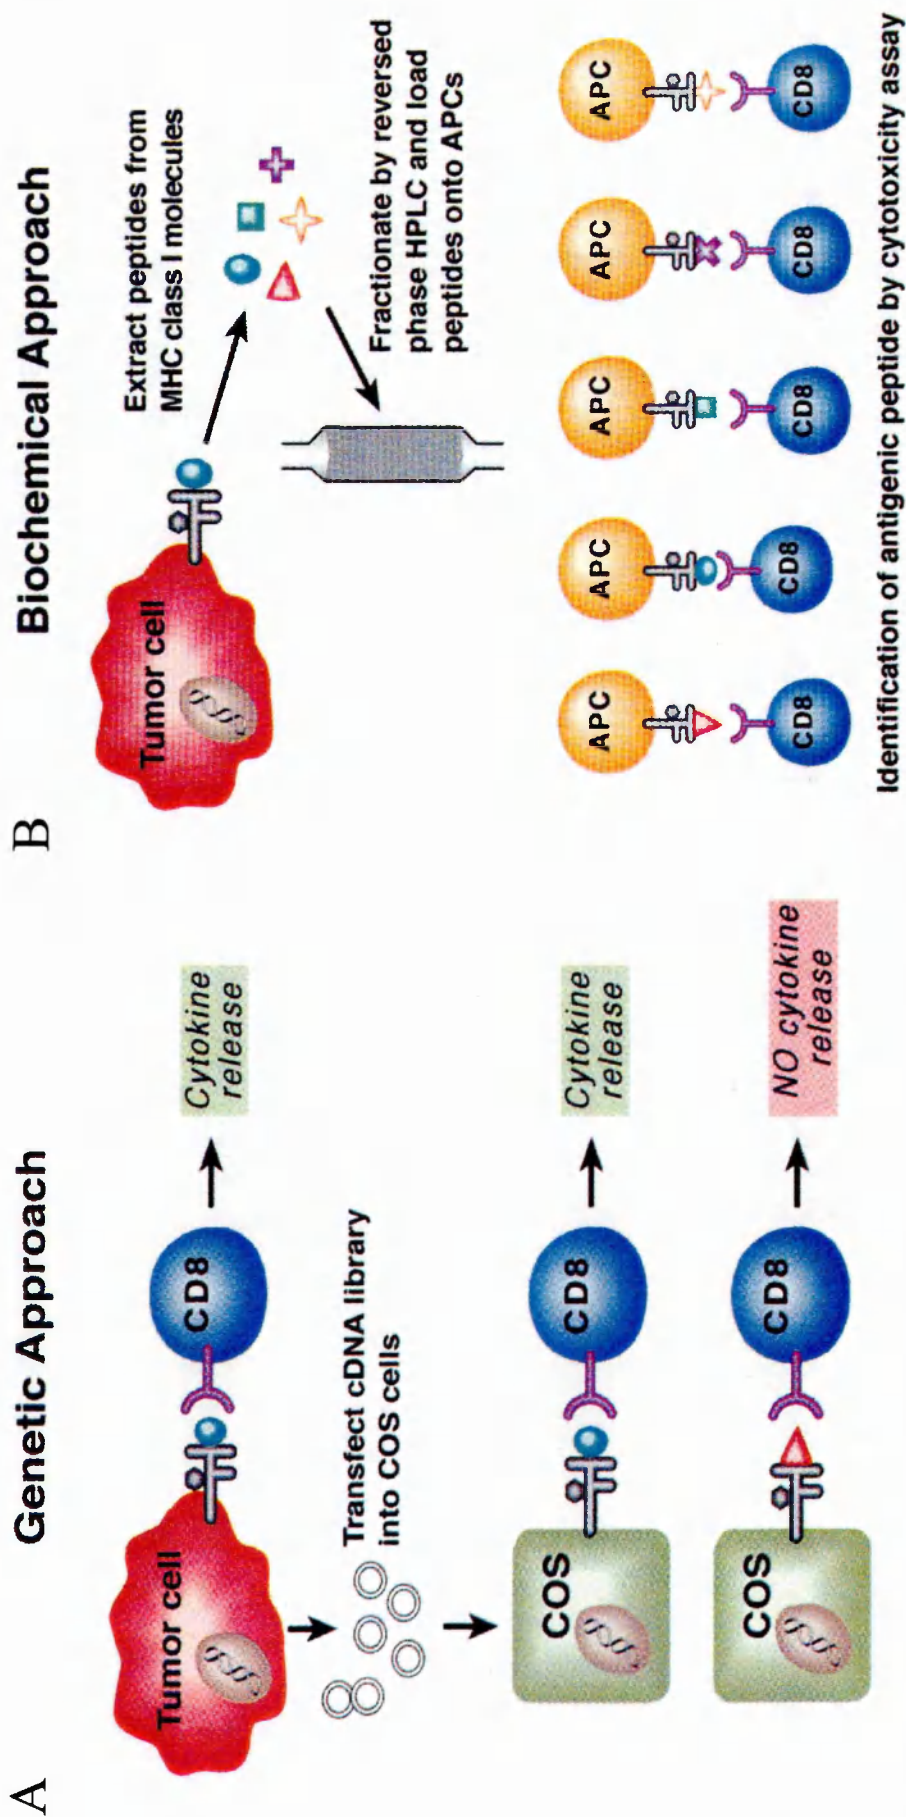 A
Genetic Approach
Tumor cell
CD8
Cytokine
release
Transfect cDNA library
into COS cells
COS
CD8
Cytokine
release
COS
CD8
NO cytokine
release
B
Biochemical Approach
Tumor cell
Extract peptides from
MHC class I molecules
Fractionate by reversed
phase HPLC and load
peptides onto APCs
APC
APC
APC
APC
APC
CD8
CD8
CD8
CD8
CD8
Identification of antigenic peptide by cytotoxicity assay